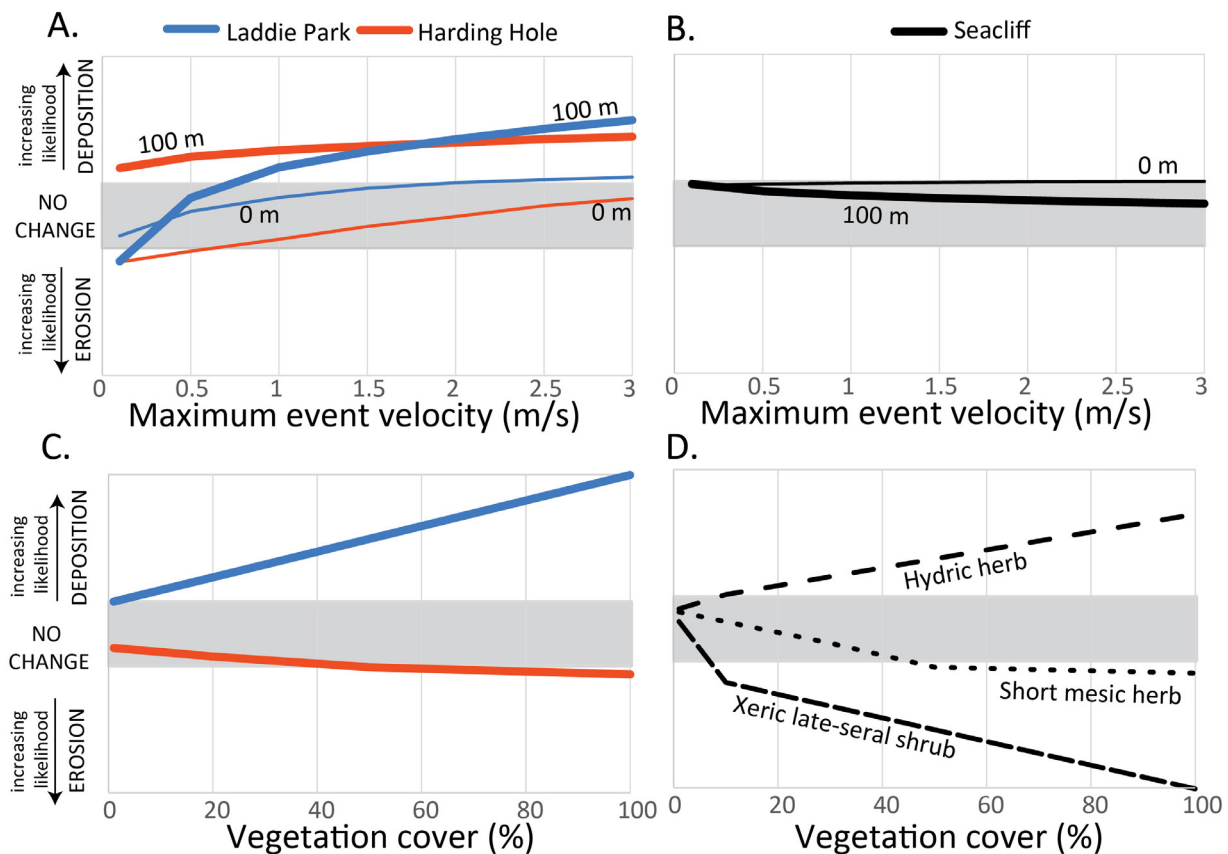 A.
Laddie Park
Harding Hole
B.
Seacliff
increasing
likelihood
DEPOSITION
NO
CHANGE
increasing
likelihood
EROSION
100 m
100 m
0 m
0 m
0 m
100 m
0 0.5 1 1.5 2 2.5 3
Maximum event velocity (m/s)
0 0.5 1 1.5 2 2.5 3
Maximum event velocity (m/s)
C.
D.
increasing
likelihood
DEPOSITION
NO
CHANGE
increasing
likelihood
EROSION
Hydric herb
Short mesic herb
Xeric late-seral shrub
0 20 40 60 80 100
Vegetation cover (%)
0 20 40 60 80 100
Vegetation cover (%)